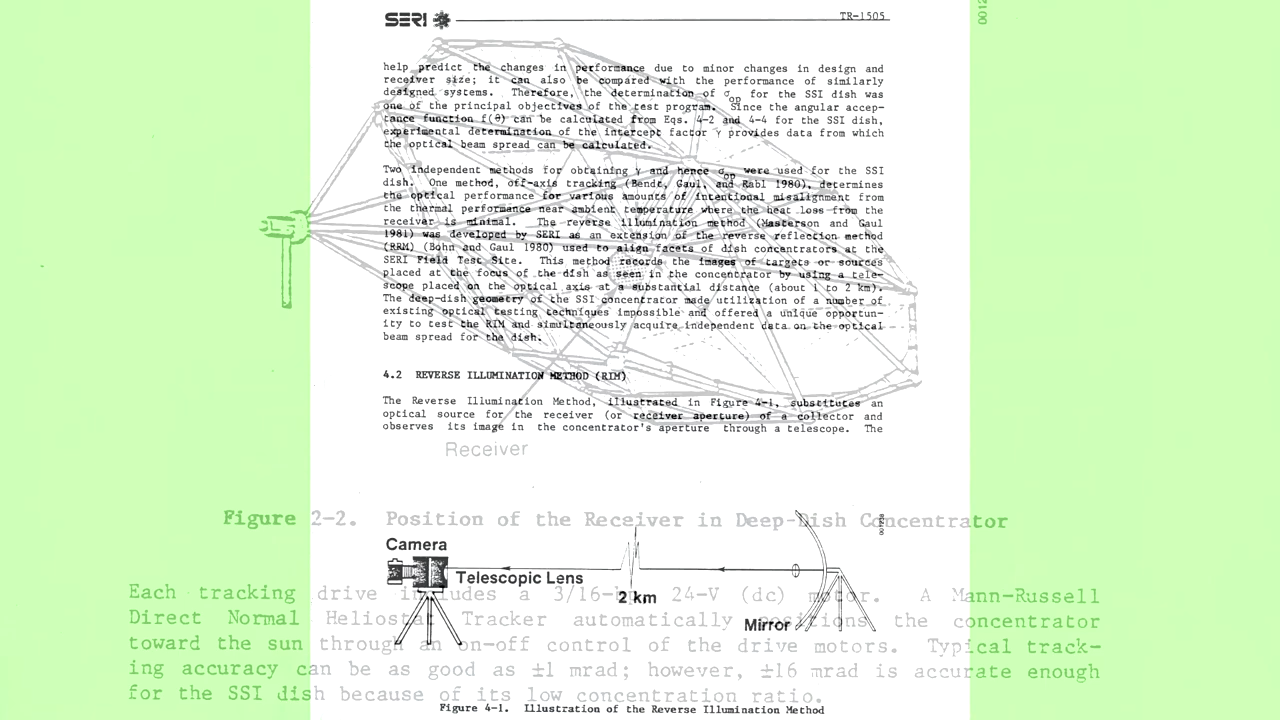 SERI
TR-1505
help predict the changes in performance due to minor changes in design and
receiver size; it can also be compared with the performance of similarly
designed systems. Therefore, the determination of σop for the SSI dish was
one of the principal objectives of the test program. Since the angular accep-
tance function f(θ) can be calculated from Eqs. 4-2 and 4-4 for the SSI dish,
experimental determination of the intercept factor γ provides data from which
the optical beam spread can be calculated.
Two independent methods for obtaining γ and hence σop were used for the SSI
dish. One method, off-axis tracking (Bendt, Gaul, and Rabl 1980), determines
the optical performance for various amounts of intentional misalignment from
the thermal performance near ambient temperature where the heat loss from the
receiver is minimal. The reverse illumination method (Masterson and Gaul
1981) was developed by SERI as an extension of the reverse reflection method
(RRM) (Bohn and Gaul 1980) used to align facets of dish concentrators at the
SERI Field Test Site. This method records the images of targets or sources
placed at the focus of the dish as seen in the concentrator by using a tele-
scope placed on the optical axis at a substantial distance (about 1 to 2 km).
The deep-dish geometry of the SSI concentrator made utilization of a number of
existing optical testing techniques impossible and offered a unique opportun-
ity to test the RIM and simultaneously acquire independent data on the optical
beam spread for the dish.
4.2 REVERSE ILLUMINATION METHOD (RIM)
The Reverse Illumination Method, illustrated in Figure 4-1, substitutes an
optical source for the receiver (or receiver aperture) of a collector and
observes its image in the concentrator's aperture through a telescope. The
Receiver
Figure 2-2. Position of the Receiver in Deep-Dish Concentrator
Camera
Telescopic Lens
2 km
Mirror
Each tracking drive includes a 3/16-hp, 24-V (dc) motor. A Mann-Russell
Direct Normal Heliostat Tracker automatically positions the concentrator
toward the sun through an on-off control of the drive motors. Typical track-
ing accuracy can be as good as ±1 mrad; however, ±16 mrad is accurate enough
for the SSI dish because of its low concentration ratio.
Figure 4-1. Illustration of the Reverse Illumination Method